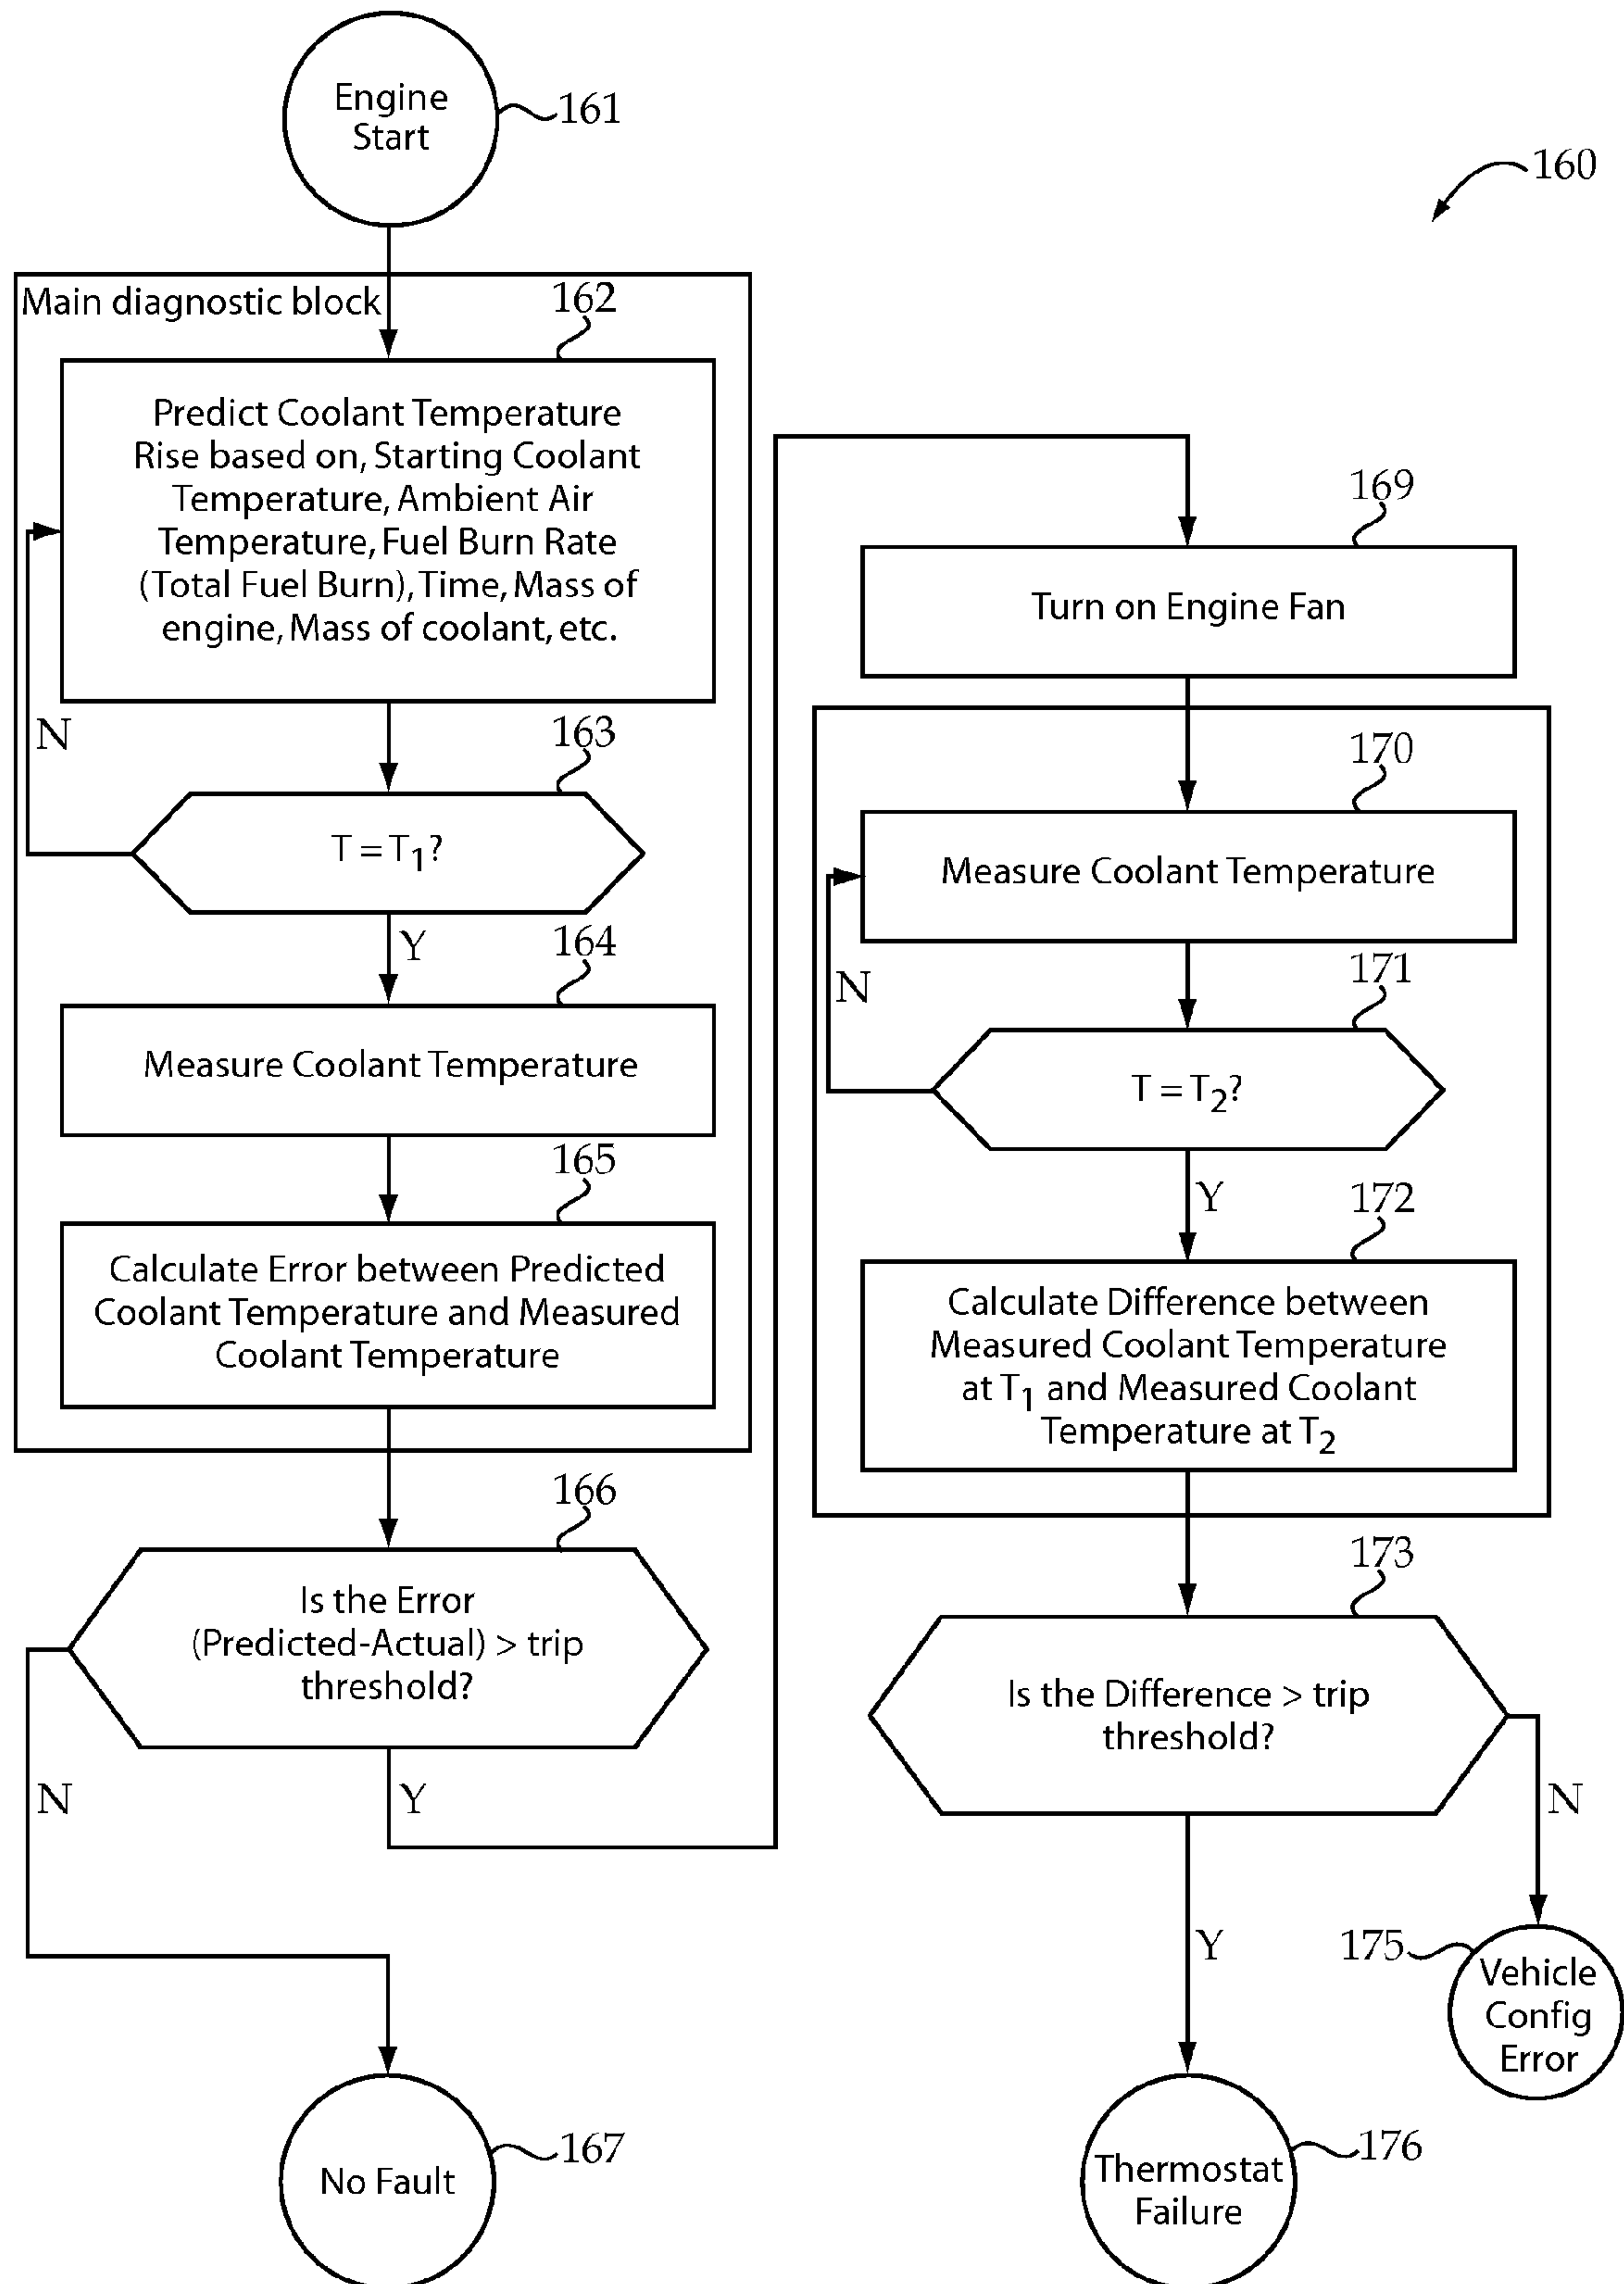 Engine
Start
161
160
Main diagnostic block
162
Predict Coolant Temperature
Rise based on, Starting Coolant
Temperature, Ambient Air
Temperature, Fuel Burn Rate
(Total Fuel Burn), Time, Mass of
engine, Mass of coolant, etc.
N
163
T = T1?
Y
164
Measure Coolant Temperature
165
Calculate Error between Predicted
Coolant Temperature and Measured
Coolant Temperature
166
Is the Error
(Predicted-Actual) > trip
threshold?
N
Y
No Fault
167
169
Turn on Engine Fan
170
Measure Coolant Temperature
N
171
T = T2?
Y
172
Calculate Difference between
Measured Coolant Temperature
at T1 and Measured Coolant
Temperature at T2
173
Is the Difference > trip
threshold?
N
Y
175
Vehicle
Config
Error
Thermostat
Failure
176